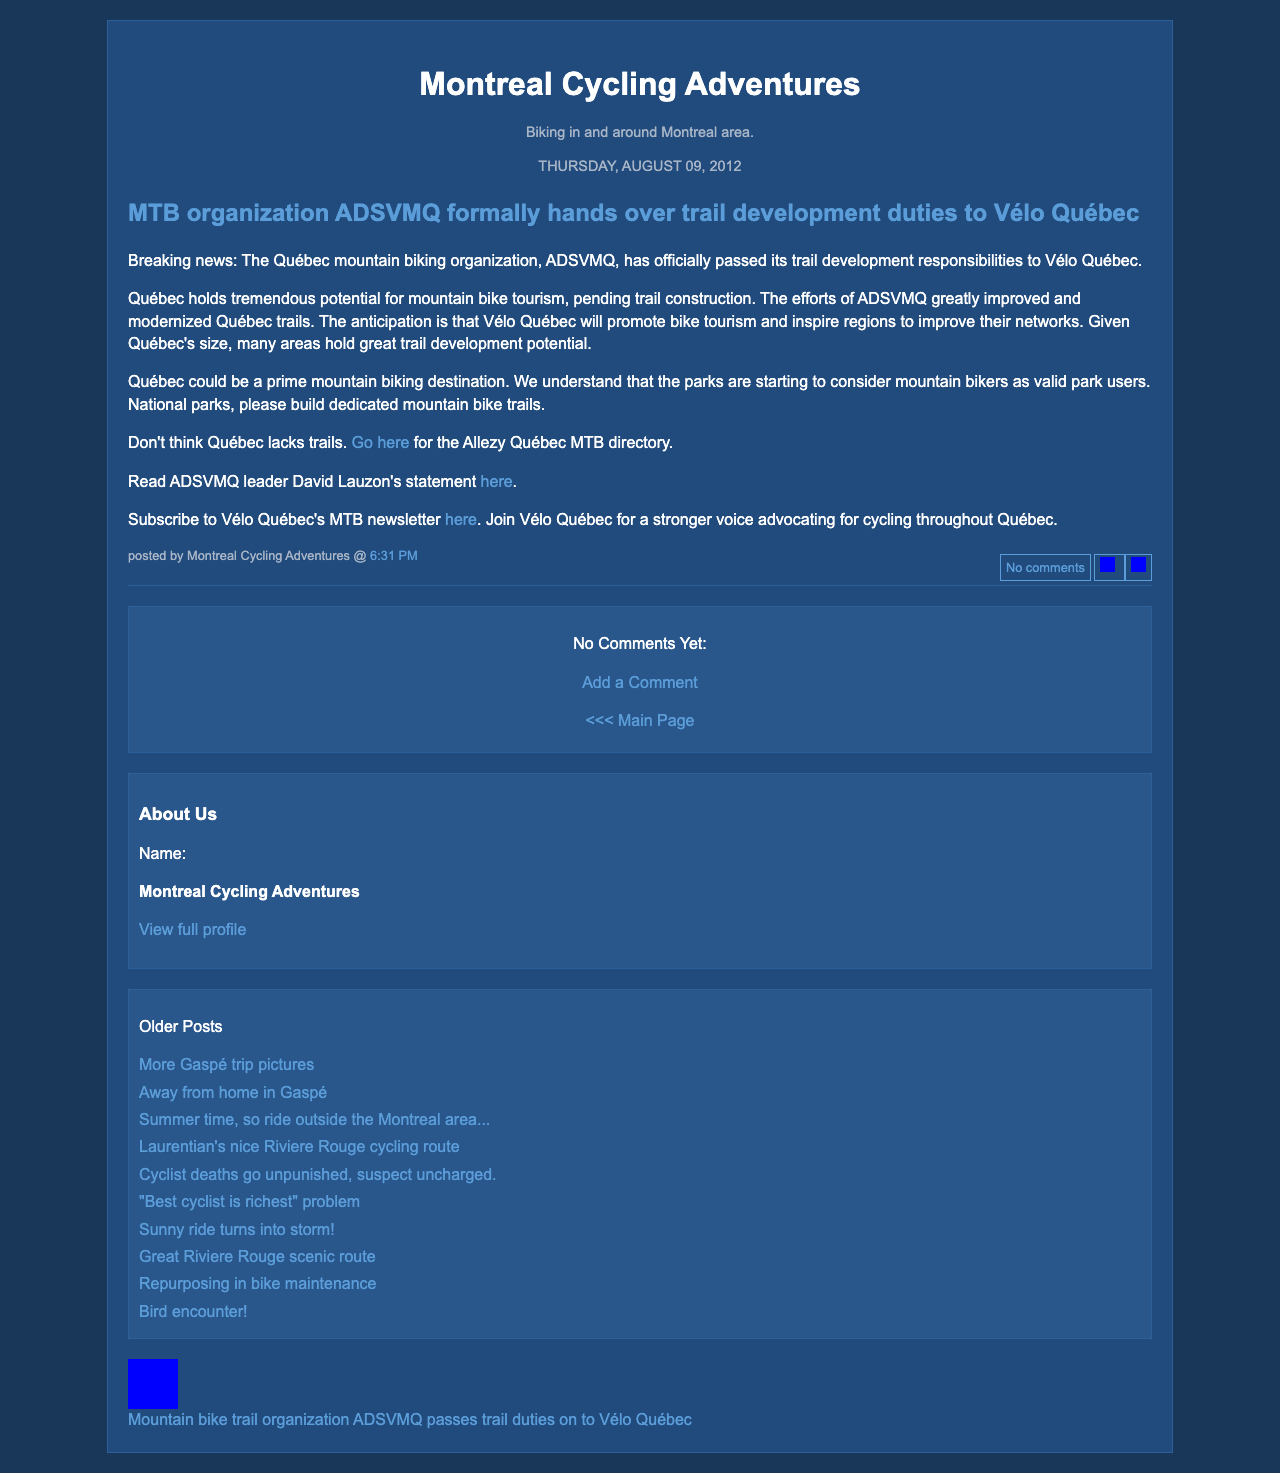 Montreal Cycling Adventures
Biking in and around Montreal area.
THURSDAY, AUGUST 09, 2012
MTB organization ADSVMQ formally hands over trail development duties to Vélo Québec
Breaking news: The Québec mountain biking organization, ADSVMQ, has officially passed its trail development responsibilities to Vélo Québec.
Québec holds tremendous potential for mountain bike tourism, pending trail construction. The efforts of ADSVMQ greatly improved and
modernized Québec trails. The anticipation is that Vélo Québec will promote bike tourism and inspire regions to improve their networks. Given
Québec's size, many areas hold great trail development potential.
Québec could be a prime mountain biking destination. We understand that the parks are starting to consider mountain bikers as valid park users.
National parks, please build dedicated mountain bike trails.
Don't think Québec lacks trails. Go here for the Allezy Québec MTB directory.
Read ADSVMQ leader David Lauzon's statement here.
Subscribe to Vélo Québec's MTB newsletter here. Join Vélo Québec for a stronger voice advocating for cycling throughout Québec.
posted by Montreal Cycling Adventures @ 6:31 PM
No comments
No Comments Yet:
Add a Comment
<<< Main Page
About Us
Name:
Montreal Cycling Adventures
View full profile
Older Posts
More Gaspé trip pictures
Away from home in Gaspé
Summer time, so ride outside the Montreal area...
Laurentian's nice Riviere Rouge cycling route
Cyclist deaths go unpunished, suspect uncharged.
"Best cyclist is richest" problem
Sunny ride turns into storm!
Great Riviere Rouge scenic route
Repurposing in bike maintenance
Bird encounter!
Mountain bike trail organization ADSVMQ passes trail duties on to Vélo Québec